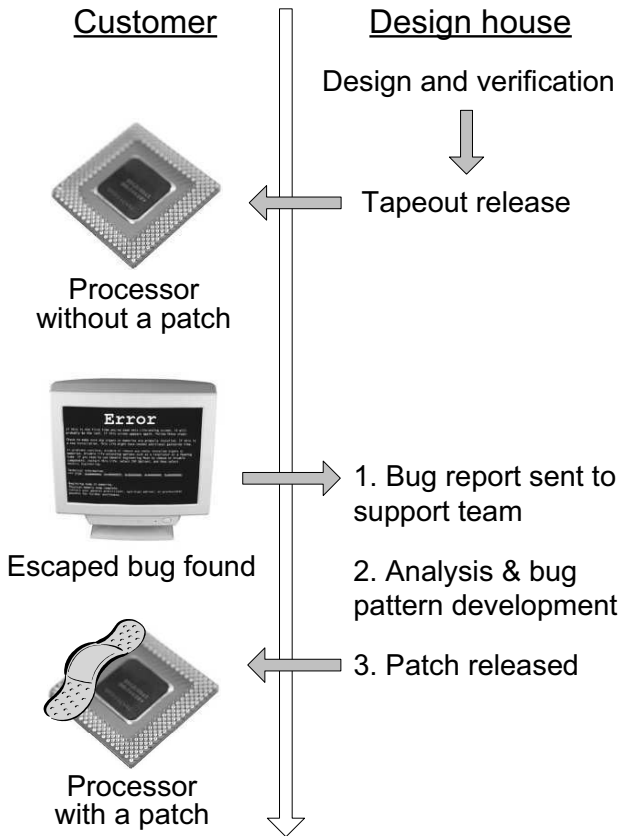 Customer
Design house
Design and verification
Tapeout release
Processor
without a patch
Error
Escaped bug found
1. Bug report sent to
support team
2. Analysis & bug
pattern development
3. Patch released
Processor
with a patch